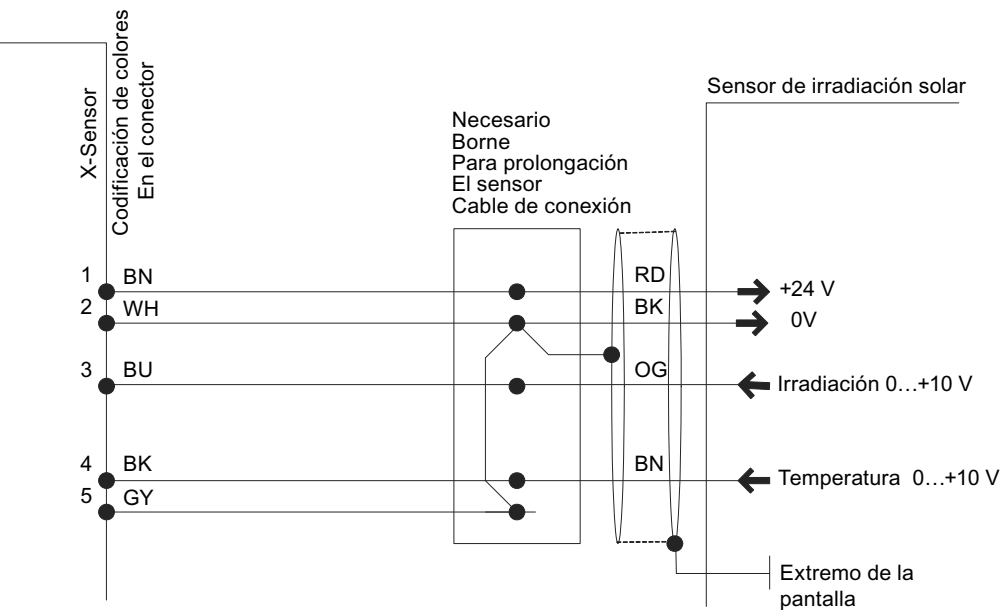 X-Sensor
Codificación de colores
En el conector
Necesario
Borne
Para prolongación
El sensor
Cable de conexión
Sensor de irradiación solar
1 BN RD +24 V
2 WH BK 0V
3 BU OG Irradiación 0...+10 V
4 BK BN Temperatura 0...+10 V
5 GY
Extremo de la
pantalla